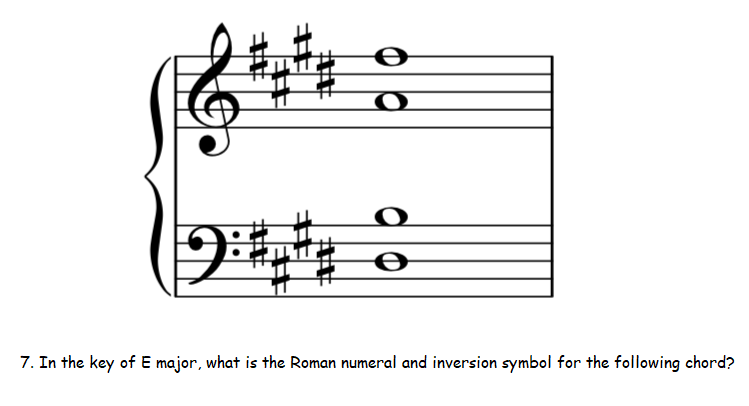 7. In the key of E major, what is the Roman numeral and inversion symbol for the following chord?